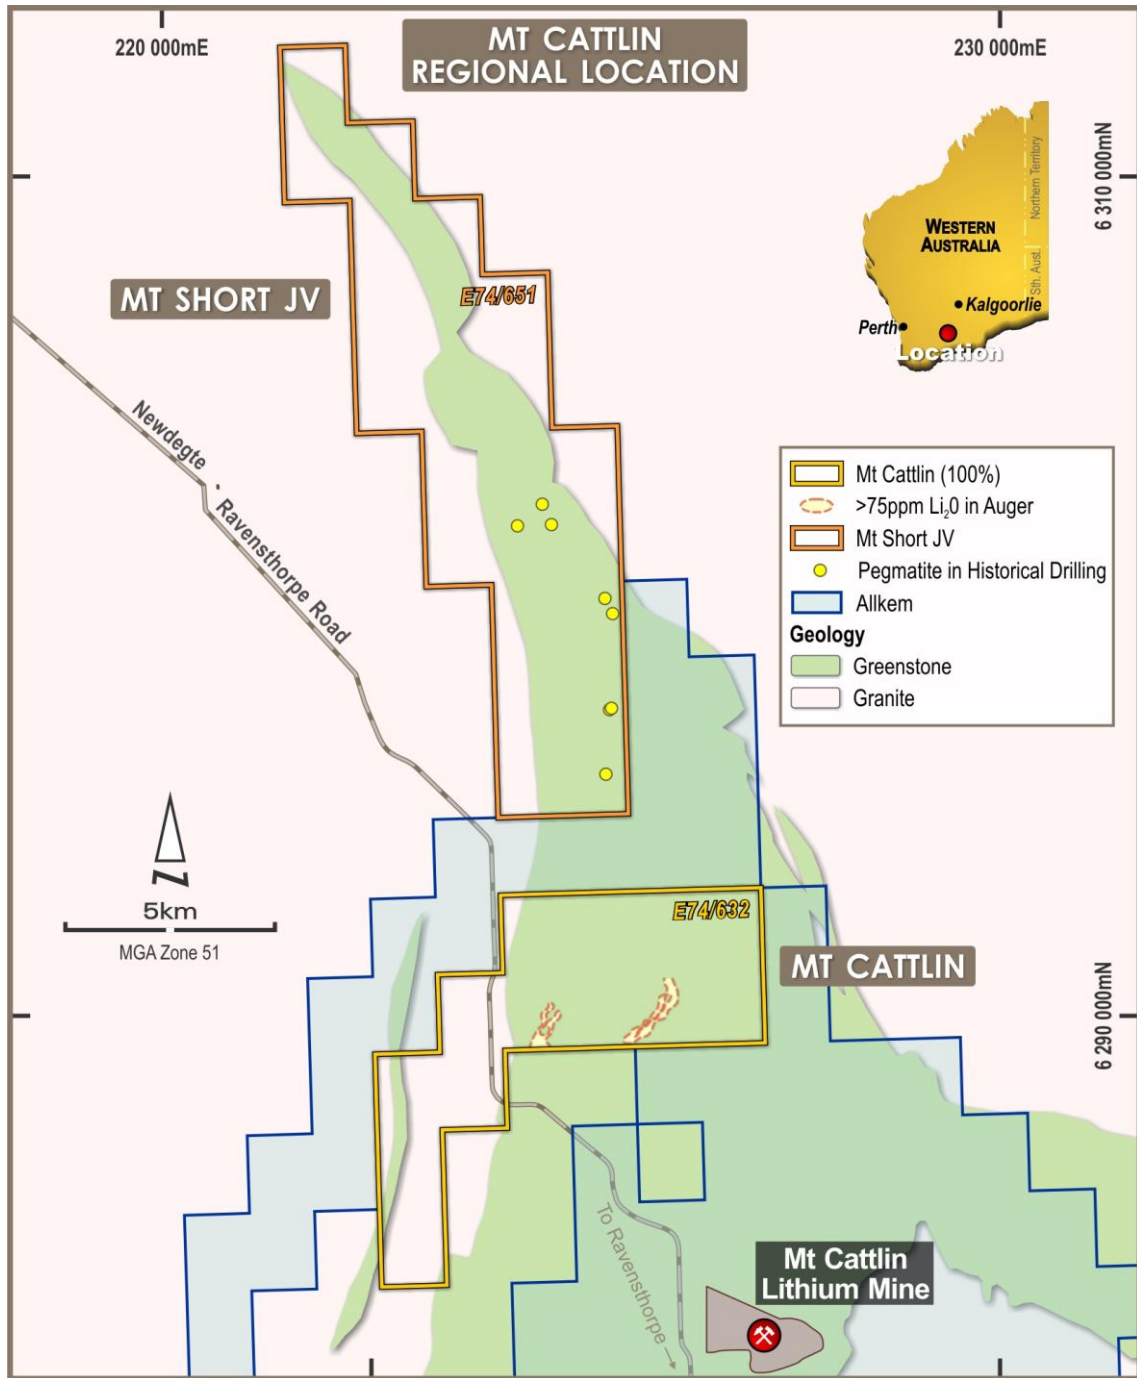 220 000mE
MT CATTLIN
REGIONAL LOCATION
230 000mE
6 310 000mN
Northern Territory
WESTERN
AUSTRALIA
Sth. Aust.
Kalgoorlie
Perth
Location
MT SHORT JV
E74/651
Newdegte - Ravensthorpe Road
Mt Cattlin (100%)
>75ppm Li₂0 in Auger
Mt Short JV
Pegmatite in Historical Drilling
Allkem
Geology
Greenstone
Granite
N
5km
MGA Zone 51
E74/632
MT CATTLIN
6 290 000mN
To Ravensthorpe
Mt Cattlin
Lithium Mine